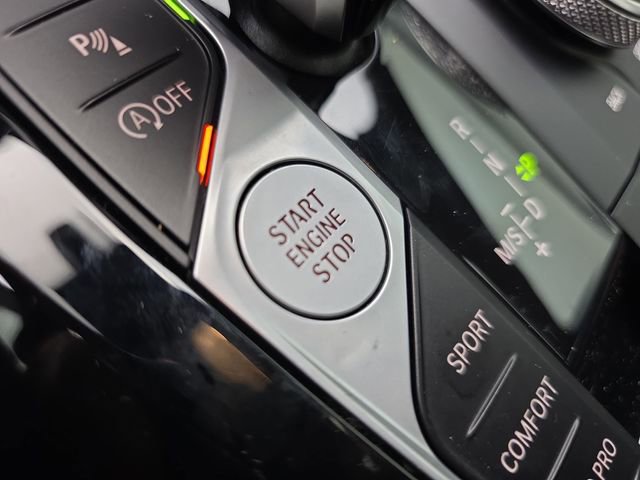 P
A OFF
START
ENGINE
STOP
R
N
D
M/S
+
SPORT
COMFORT
PRO